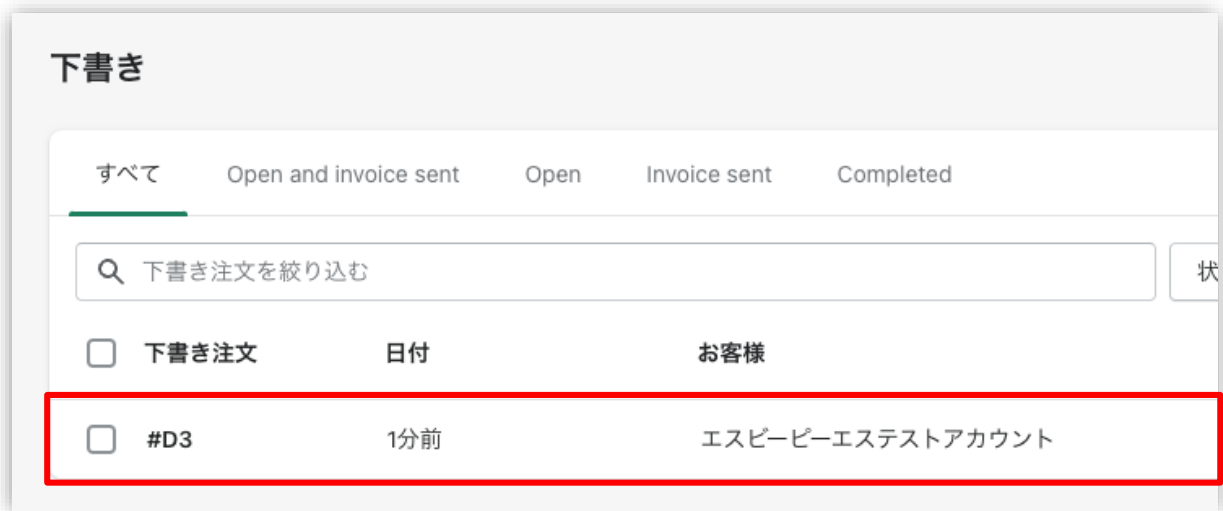 下書き
すべて Open and invoice sent Open Invoice sent Completed
下書き注文を絞り込む 状
下書き注文 日付 お客様
#D3 1分前 エスビーピーエステストアカウント